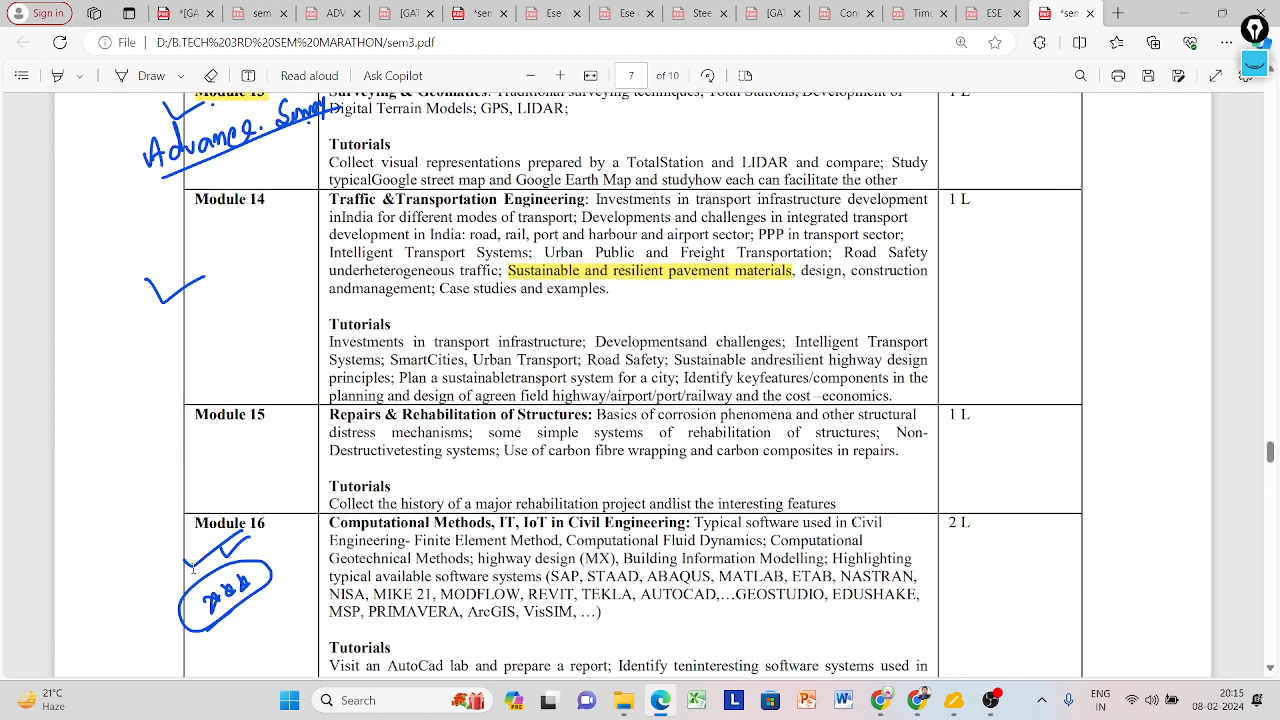 Sign in
*[GA
sem
ADV
[GAT
*sen
Ese
Ese
Stee
[GAT
Con
Time
ESE
*sen
File
D:/B.TECH%203RD%20SEM%20MARATHON/sem3.pdf
Draw
Read aloud
Ask Copilot
7
of 10
Module 13
Surveying & Geomatics: Traditional surveying techniques, Total Stations, Development of
1 L
Digital Terrain Models; GPS, LIDAR;
Advance. Survey
Tutorials
Collect visual representations prepared by a TotalStation and LIDAR and compare; Study
typicalGoogle street map and Google Earth Map and studyhow each can facilitate the other
Module 14
Traffic &Transportation Engineering: Investments in transport infrastructure development
1 L
inIndia for different modes of transport; Developments and challenges in integrated transport
development in India: road, rail, port and harbour and airport sector; PPP in transport sector;
Intelligent Transport Systems; Urban Public and Freight Transportation; Road Safety
underheterogeneous traffic; Sustainable and resilient pavement materials, design, construction
andmanagement; Case studies and examples.
Tutorials
Investments in transport infrastructure; Developmentsand challenges; Intelligent Transport
Systems; SmartCities, Urban Transport; Road Safety; Sustainable andresilient highway design
principles; Plan a sustainabletransport system for a city; Identify keyfeatures/components in the
planning and design of agreen field highway/airport/port/railway and the cost –economics.
Module 15
Repairs & Rehabilitation of Structures: Basics of corrosion phenomena and other structural
1 L
distress mechanisms; some simple systems of rehabilitation of structures; Non-
Destructivetesting systems; Use of carbon fibre wrapping and carbon composites in repairs.
Tutorials
Collect the history of a major rehabilitation project andlist the interesting features
Module 16
Computational Methods, IT, IoT in Civil Engineering: Typical software used in Civil
2 L
Engineering- Finite Element Method, Computational Fluid Dynamics; Computational
Geotechnical Methods; highway design (MX), Building Information Modelling; Highlighting
typical available software systems (SAP, STAAD, ABAQUS, MATLAB, ETAB, NASTRAN,
NISA, MIKE 21, MODFLOW, REVIT, TEKLA, AUTOCAD,…GEOSTUDIO, EDUSHAKE,
MSP, PRIMAVERA, ArcGIS, VisSIM, …)
Tutorials
Visit an AutoCad lab and prepare a report; Identify teninteresting software systems used in
21°C
Haze
Search
ENG
IN
20:15
08-02-2024